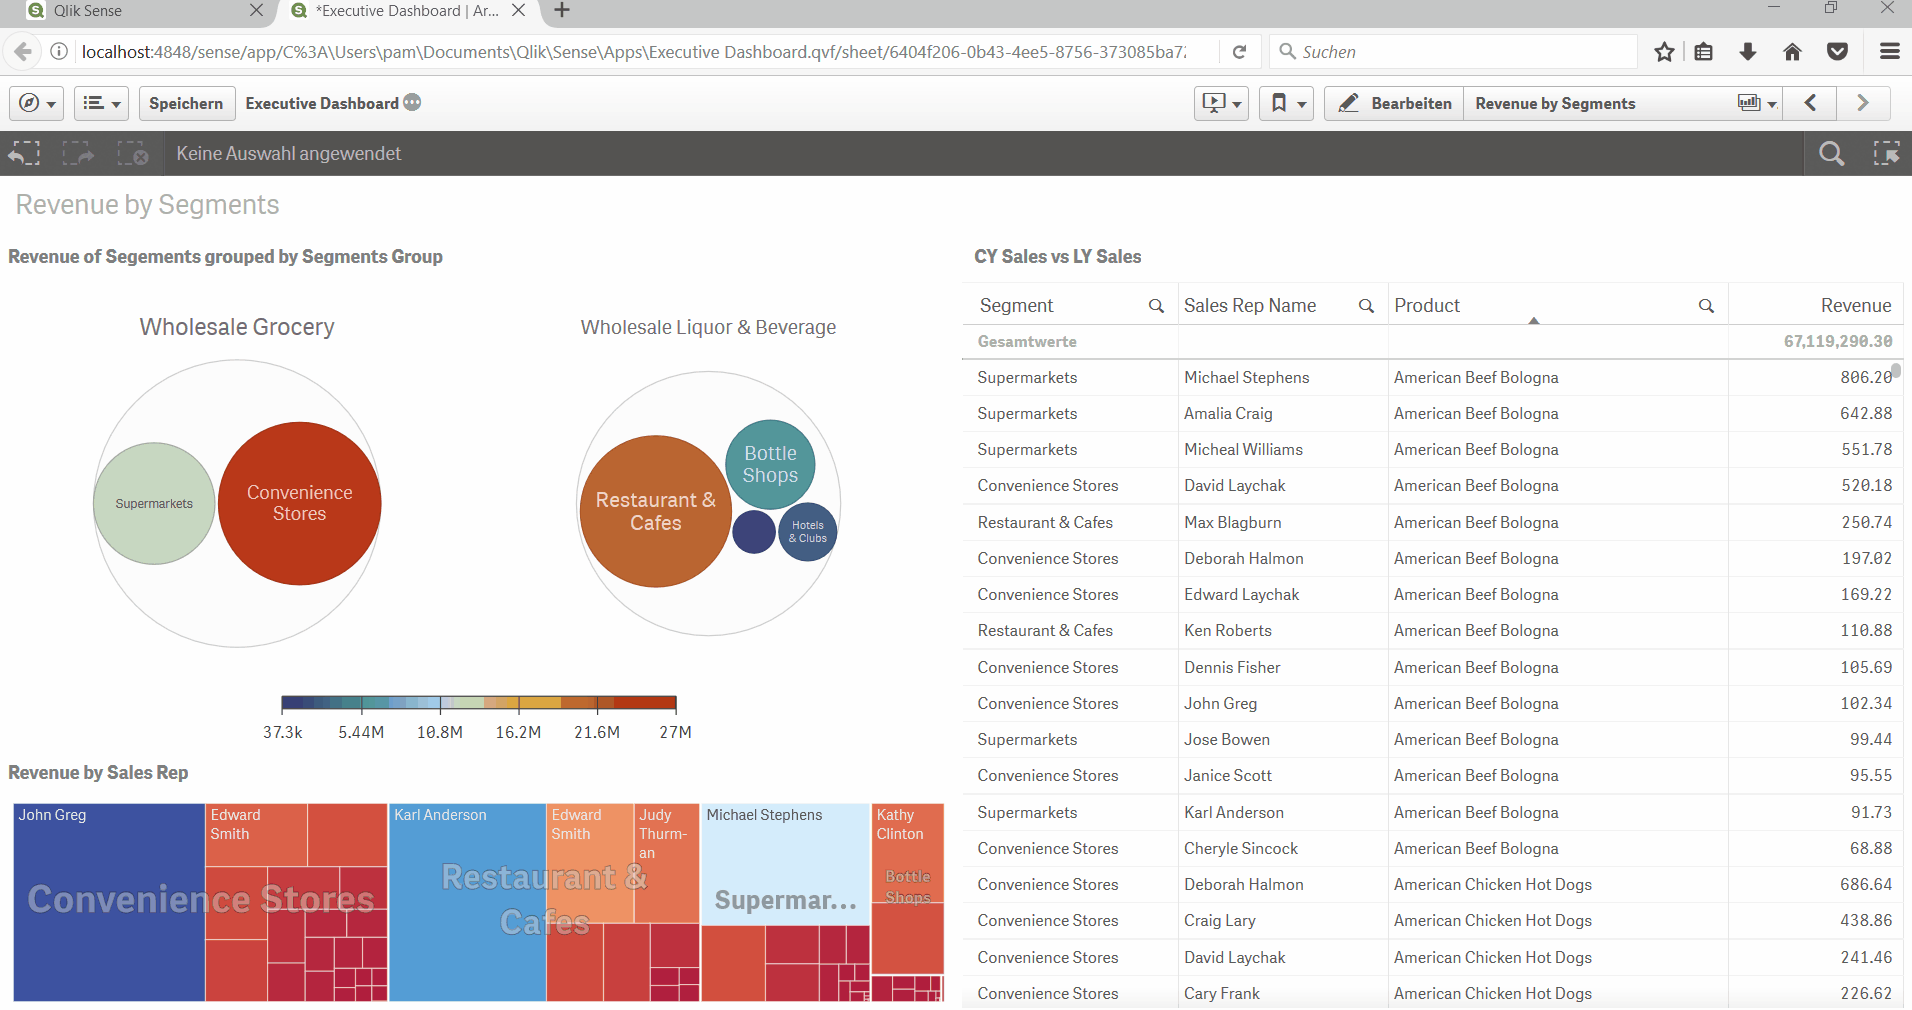 Qlik Sense
*Executive Dashboard | Ar...
localhost:4848/sense/app/C%3A\Users\pam\Documents\Qlik\Sense\Apps\Executive Dashboard.qvf/sheet/6404f206-0b43-4ee5-8756-373085ba7
Suchen
Speichern
Executive Dashboard
Bearbeiten
Revenue by Segments
Keine Auswahl angewendet
Revenue by Segments
Revenue of Segements grouped by Segments Group
Wholesale Grocery
Wholesale Liquor & Beverage
Supermarkets
Convenience
Stores
Restaurant &
Cafes
Bottle
Shops
Hotels
& Clubs
37.3k 5.44M 10.8M 16.2M 21.6M 27M
Revenue by Sales Rep
John Greg
Edward
Smith
Convenience Stores
Karl Anderson
Edward
Smith
Judy
Thurm-
an
Restaurant &
Cafes
Michael Stephens
Supermar...
Kathy
Clinton
Bottle
Shops
CY Sales vs LY Sales
Segment Sales Rep Name Product Revenue
Gesamtwerte 67,119,290.30
Supermarkets Michael Stephens American Beef Bologna 806.20
Supermarkets Amalia Craig American Beef Bologna 642.88
Supermarkets Micheal Williams American Beef Bologna 551.78
Convenience Stores David Laychak American Beef Bologna 520.18
Restaurant & Cafes Max Blagburn American Beef Bologna 250.74
Convenience Stores Deborah Halmon American Beef Bologna 197.02
Convenience Stores Edward Laychak American Beef Bologna 169.22
Restaurant & Cafes Ken Roberts American Beef Bologna 110.88
Convenience Stores Dennis Fisher American Beef Bologna 105.69
Convenience Stores John Greg American Beef Bologna 102.34
Supermarkets Jose Bowen American Beef Bologna 99.44
Convenience Stores Janice Scott American Beef Bologna 95.55
Supermarkets Karl Anderson American Beef Bologna 91.73
Convenience Stores Cheryle Sincock American Beef Bologna 68.88
Convenience Stores Deborah Halmon American Chicken Hot Dogs 686.64
Convenience Stores Craig Lary American Chicken Hot Dogs 438.86
Convenience Stores David Laychak American Chicken Hot Dogs 241.46
Convenience Stores Cary Frank American Chicken Hot Dogs 226.62